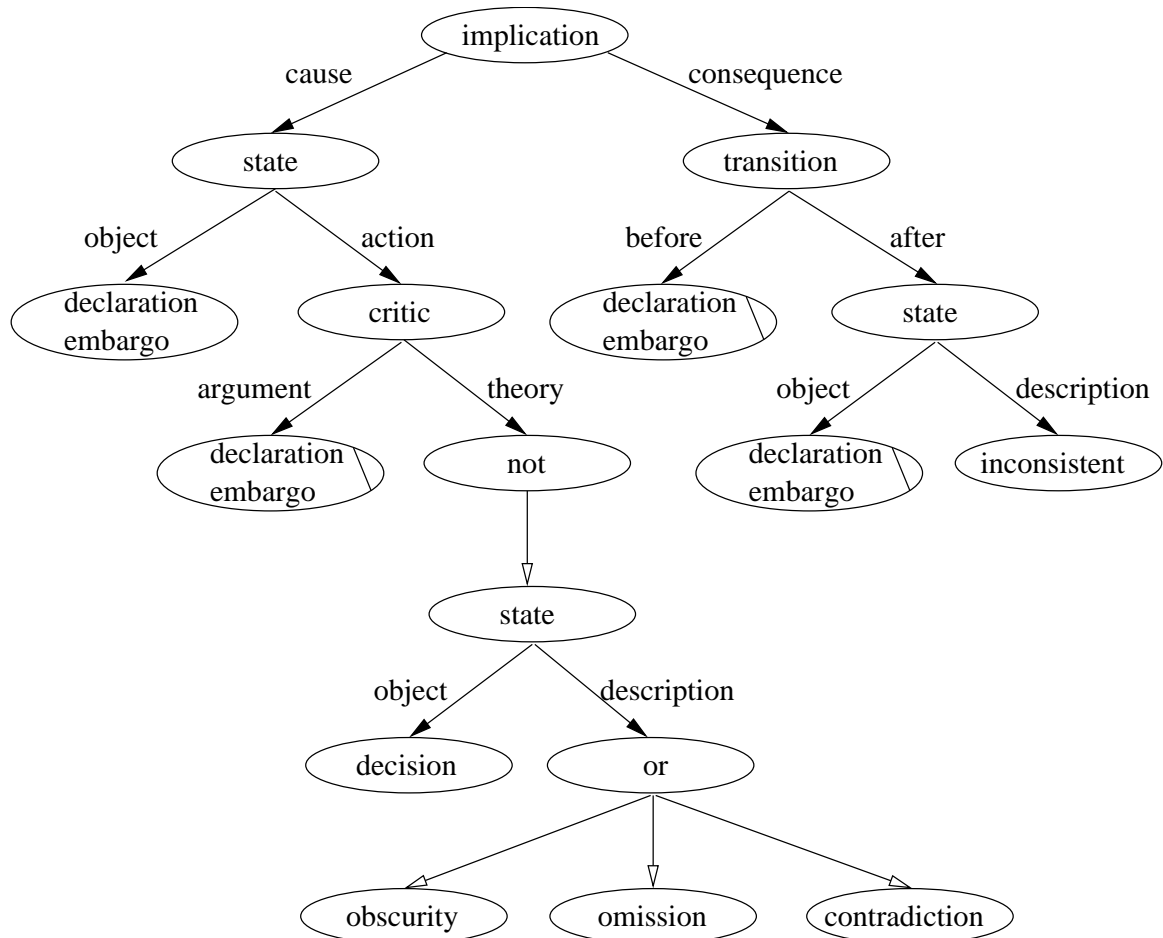 implication
cause
consequence
state
transition
object
action
before
after
declaration
embargo
critic
declaration
embargo
state
argument
theory
object
description
declaration
embargo
not
declaration
embargo
inconsistent
state
object
description
decision
or
obscurity
omission
contradiction